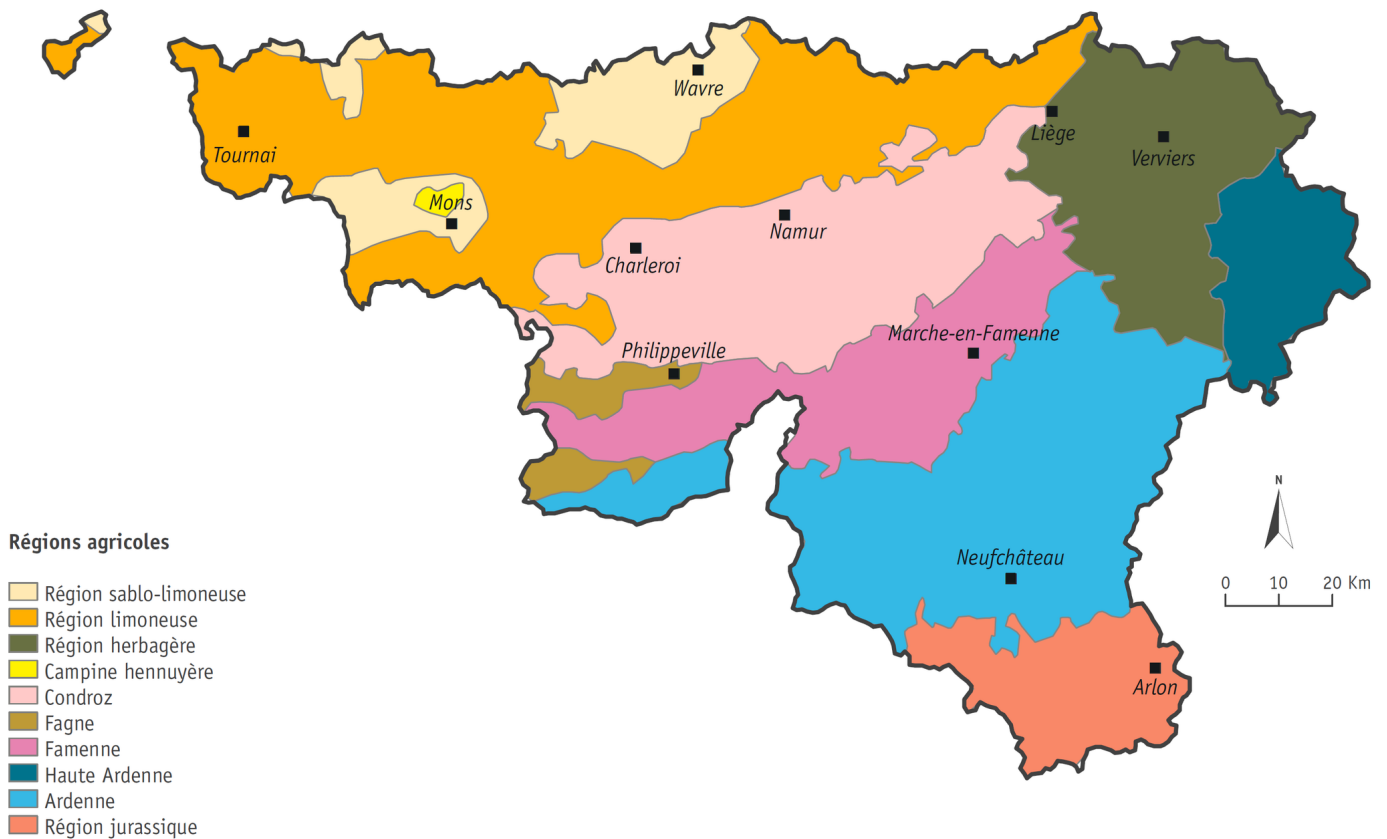 Wavre
Tournai
Liège
Verviers
Mons
Namur
Charleroi
Marche-en-Famenne
Philippeville
N
Régions agricoles
0 10 20 Km
Neufchâteau
Région sablo-limoneuse
Région limoneuse
Région herbagère
Campine hennuyère
Arlon
Condroz
Fagne
Famenne
Haute Ardenne
Ardenne
Région jurassique